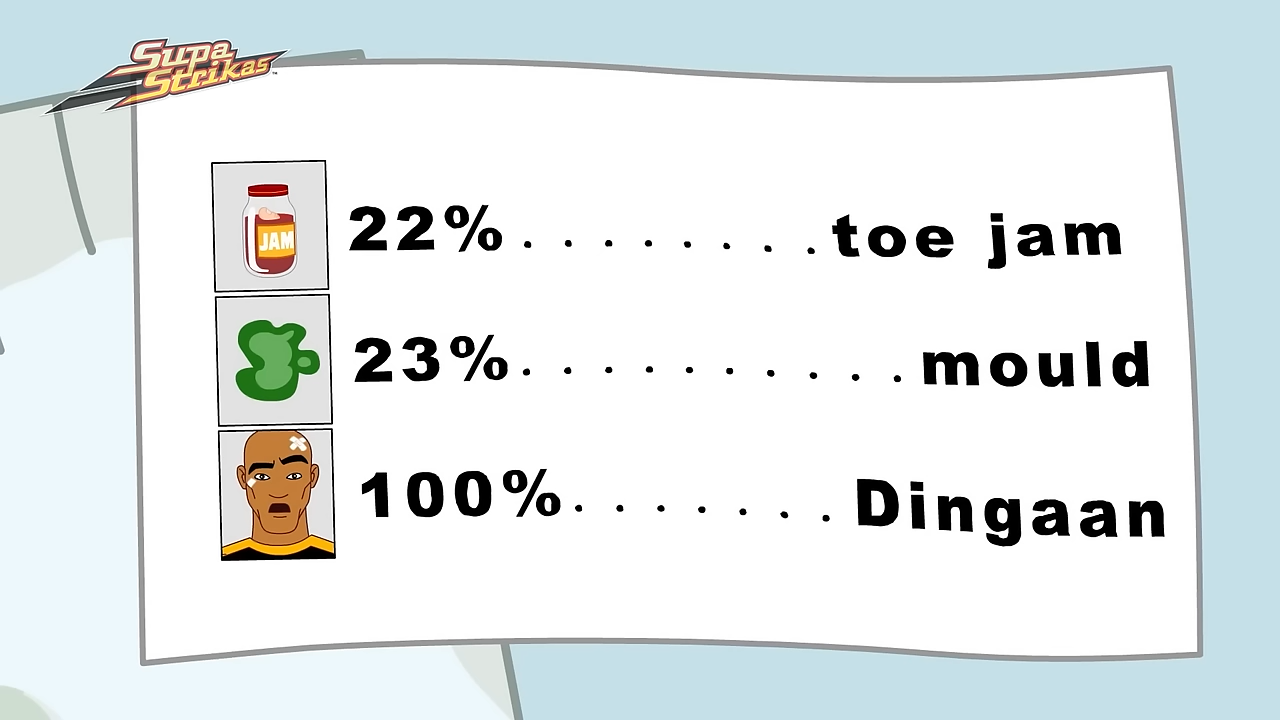 Supa
Strikas
JAM
22%........toe jam
23%..........mould
100%.......Dingaan